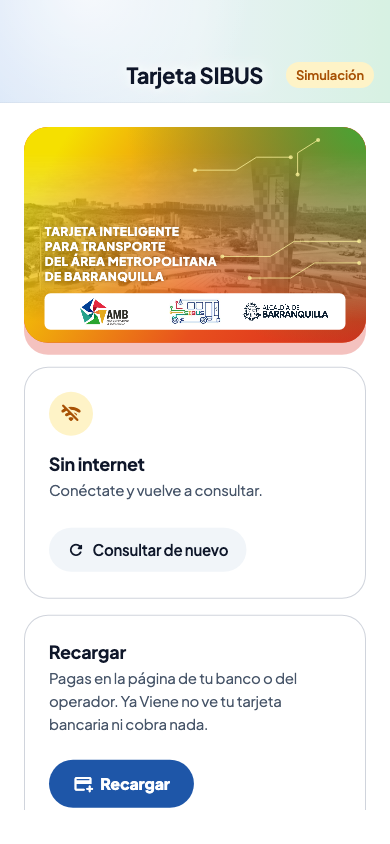 Tarjeta SIBUS
Simulación
TARJETA INTELIGENTE
PARA TRANSPORTE
DEL ÁREA METROPOLITANA
DE BARRANQUILLA
AMB
SIBUS
ALCALDÍA DE
BARRANQUILLA
Sin internet
Conéctate y vuelve a consultar.
Consultar de nuevo
Recargar
Pagas en la página de tu banco o del
operador. Ya Viene no ve tu tarjeta
bancaria ni cobra nada.
Recargar